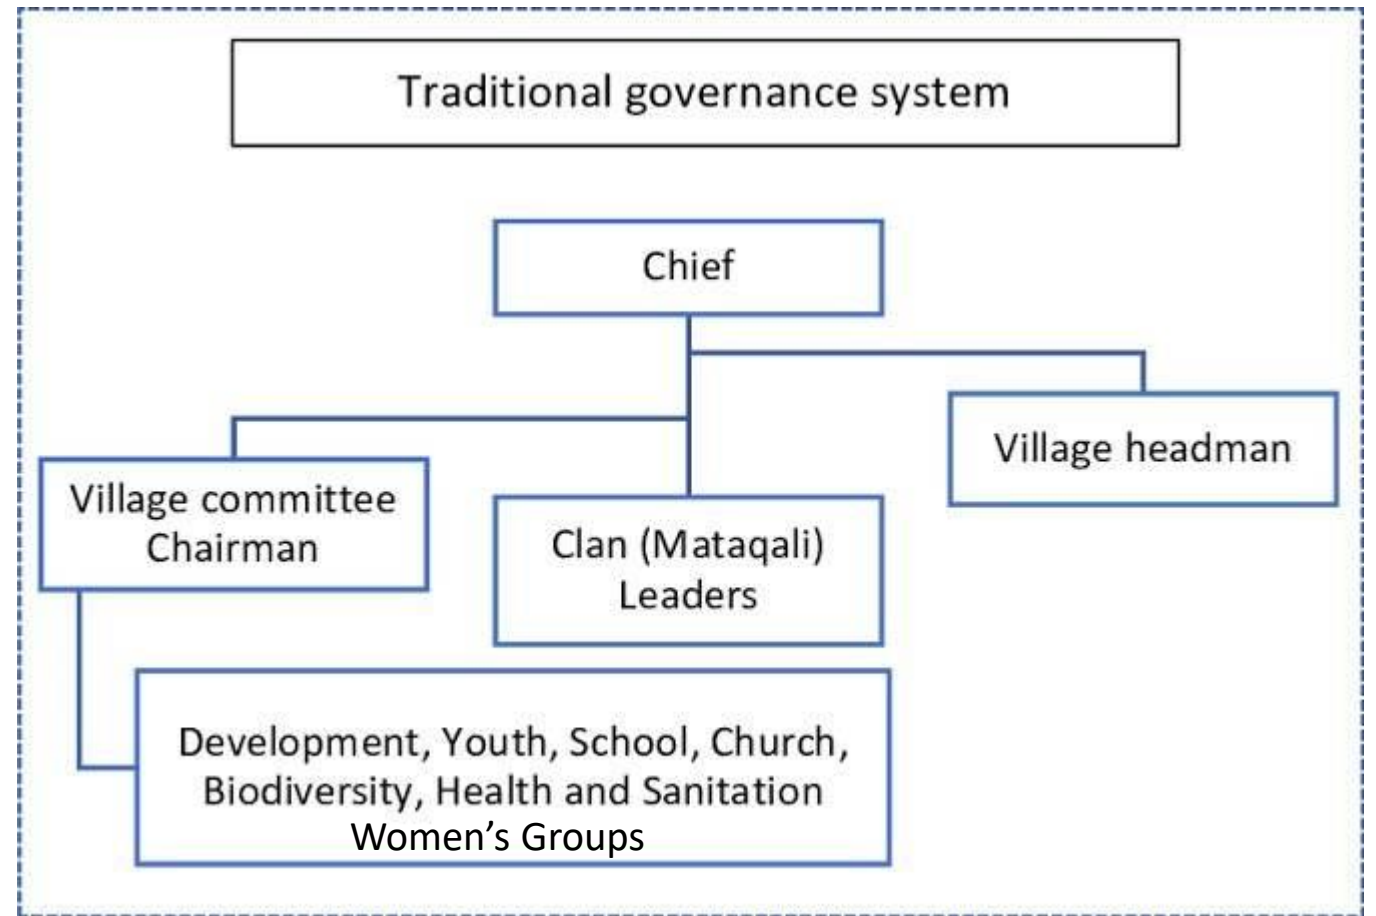 Traditional governance system
Chief
Village headman
Village committee
Chairman
Clan (Mataqali)
Leaders
Development, Youth, School, Church,
Biodiversity, Health and Sanitation
Women’s Groups